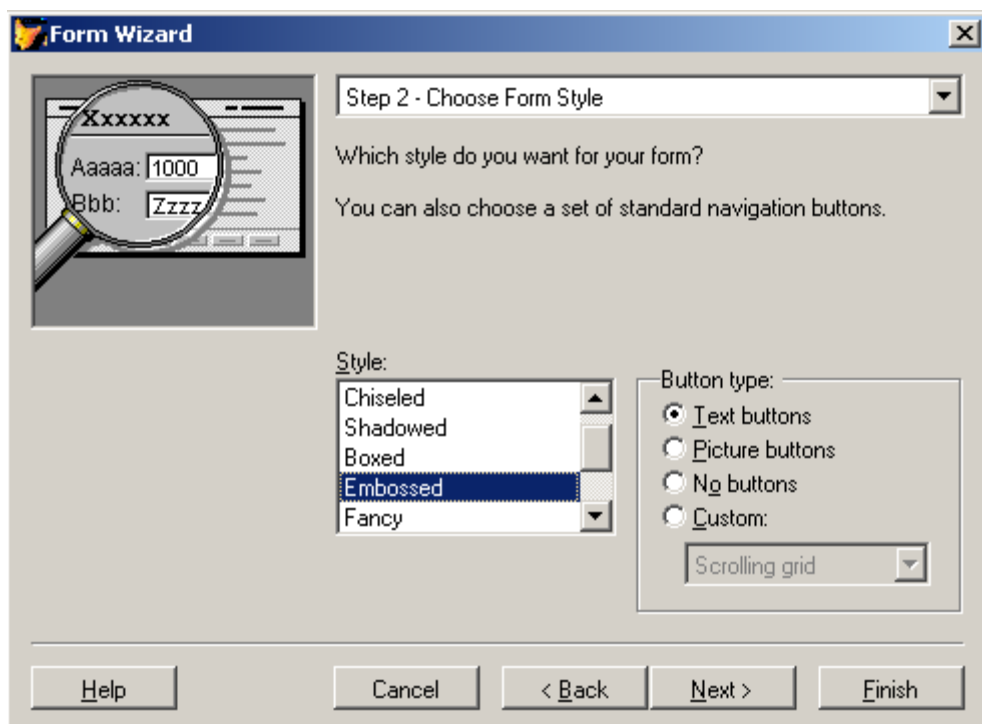 Form Wizard
Step 2 - Choose Form Style
Xxxxxx
Aaaaa: 1000
Bbb: Zzzz
Which style do you want for your form?
You can also choose a set of standard navigation buttons.
Style:
Chiseled
Shadowed
Boxed
Embossed
Fancy
Button type:
Text buttons
Picture buttons
No buttons
Custom:
Scrolling grid
Help
Cancel
< Back
Next >
Finish